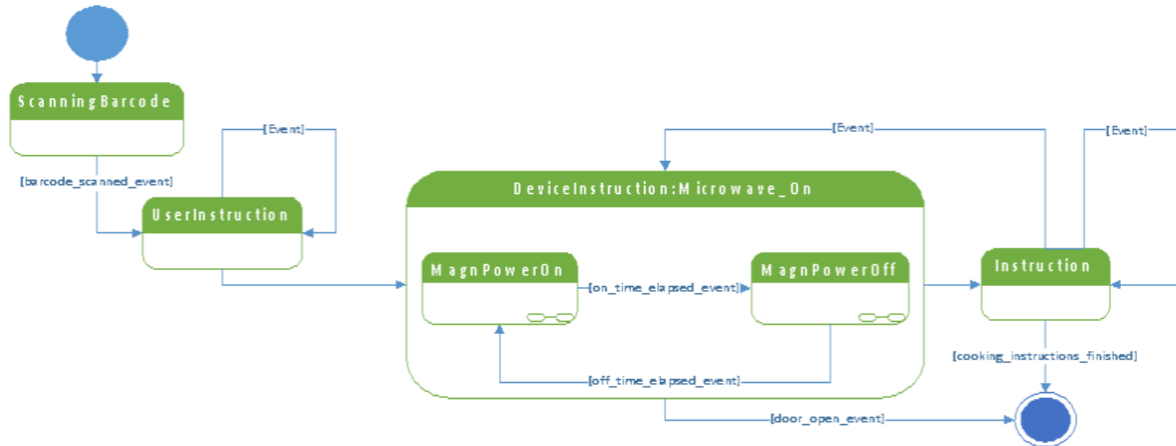 ScanningBarcode
[Event]
[Event]
[Event]
[barcode_scanned_event]
DeviceInstruction:Microwave_On
UserInstruction
MagnPowerOn
MagnPowerOff
Instruction
[on_time_elapsed_event]
[cooking_instructions_finished]
[off_time_elapsed_event]
[door_open_event]